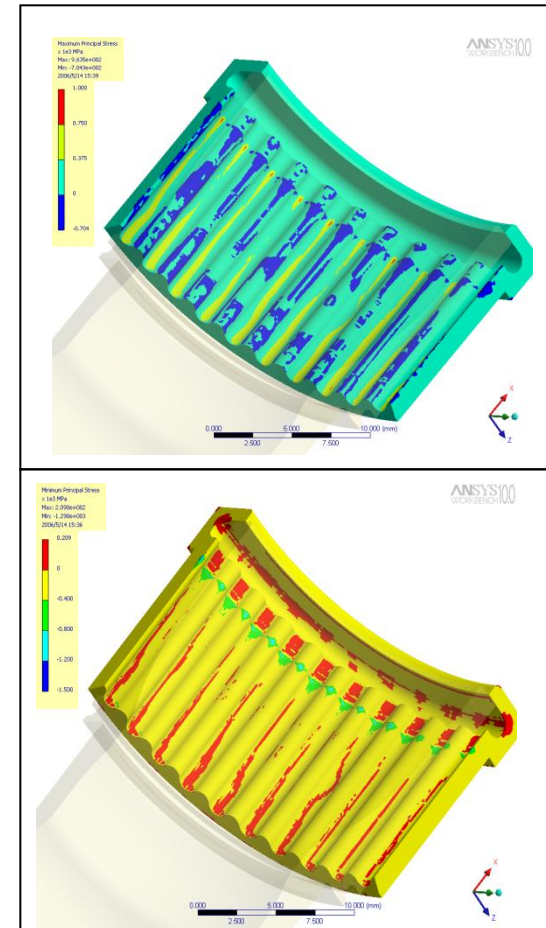 Maximum Principal Stress
x 1e3 MPa
Max: 9.635e+002
Min: -7.043e+002
2006/5/14 15:39
1.000
0.750
0.375
0
-0.704
ANSYS 10.0
WORKBENCH
X
Z
0.000 5.000 10.000 (mm)
2.500 7.500
Minimum Principal Stress
x 1e3 MPa
Max: 2.090e+002
Min: -1.290e+003
2006/5/14 15:36
0.209
0
-0.400
-0.800
-1.200
-1.500
ANSYS 10.0
WORKBENCH
X
Z
0.000 5.000 10.000 (mm)
2.500 7.500